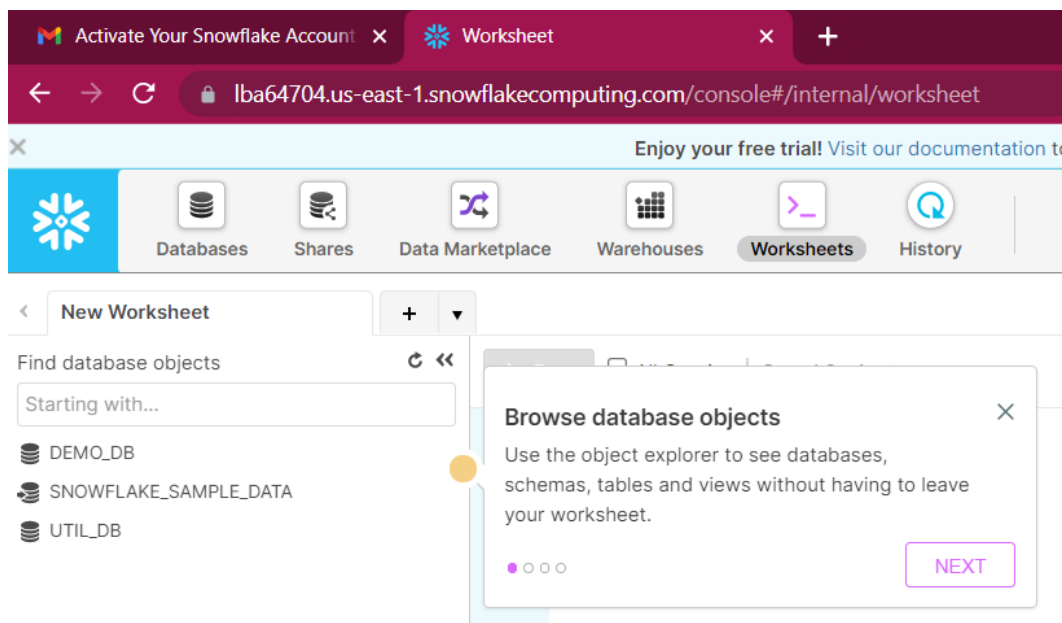 Activate Your Snowflake Account
Worksheet
lba64704.us-east-1.snowflakecomputing.com/console#/internal/worksheet
Enjoy your free trial! Visit our documentation
Databases
Shares
Data Marketplace
Warehouses
Worksheets
History
New Worksheet
Find database objects
Starting with...
DEMO_DB
SNOWFLAKE_SAMPLE_DATA
UTIL_DB
Browse database objects
Use the object explorer to see databases,
schemas, tables and views without having to leave
your worksheet.
NEXT